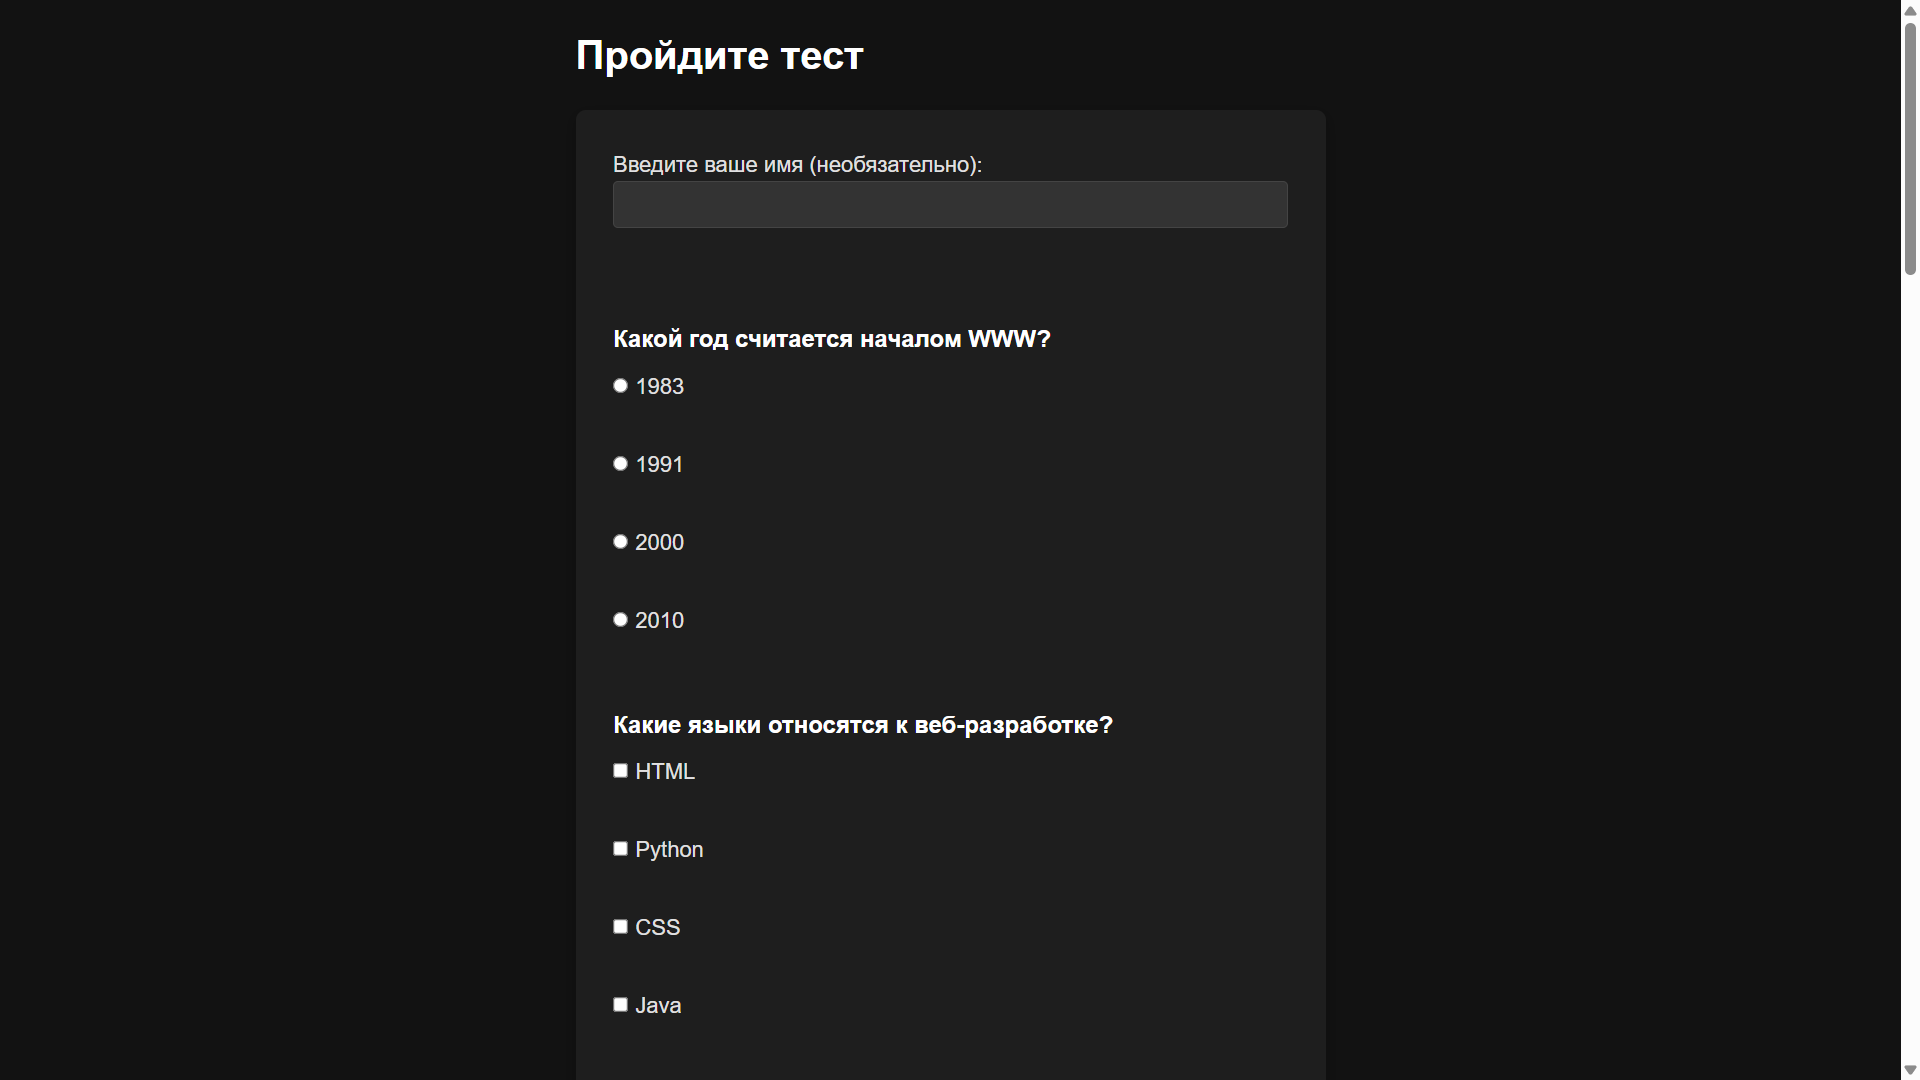 Пройдите тест
Введите ваше имя (необязательно):
Какой год считается началом WWW?
1983
1991
2000
2010
Какие языки относятся к веб-разработке?
HTML
Python
CSS
Java